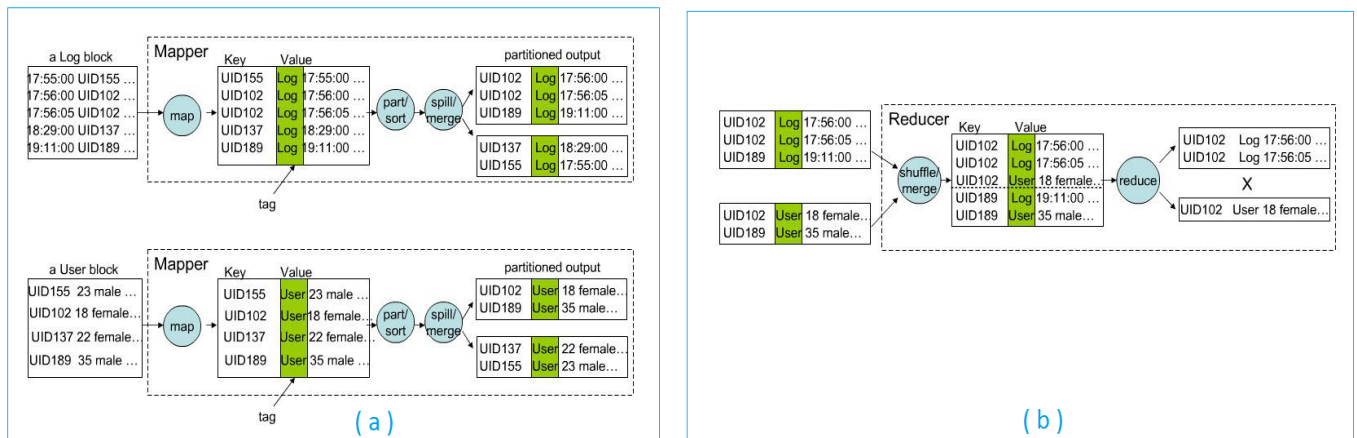 a Log block
17:55:00 UID155 ...
17:56:00 UID102 ...
17:56:05 UID102 ...
18:29:00 UID137 ...
19:11:00 UID189 ...
Mapper
map
Key Value
UID155 Log 17:55:00 ...
UID102 Log 17:56:00 ...
UID102 Log 17:56:05 ...
UID137 Log 18:29:00 ...
UID189 Log 19:11:00 ...
tag
part/
sort
spill/
merge
partitioned output
UID102 Log 17:56:00 ...
UID102 Log 17:56:05 ...
UID189 Log 19:11:00 ...
UID137 Log 18:29:00 ...
UID155 Log 17:55:00 ...
a User block
UID155 23 male ...
UID102 18 female...
UID137 22 female...
UID189 35 male ...
Mapper
map
Key Value
UID155 User 23 male ...
UID102 User 18 female...
UID137 User 22 female...
UID189 User 35 male ...
tag
part/
sort
spill/
merge
partitioned output
UID102 User 18 female...
UID189 User 35 male...
UID137 User 22 female...
UID155 User 23 male...
( a )
UID102 Log 17:56:00 ...
UID102 Log 17:56:05 ...
UID189 Log 19:11:00 ...
UID102 User 18 female...
UID189 User 35 male...
Reducer
shuffle/
merge
Key Value
UID102 Log 17:56:00 ...
UID102 Log 17:56:05 ...
UID102 User 18 female...
UID189 Log 19:11:00 ...
UID189 User 35 male...
reduce
UID102 Log 17:56:00 ...
UID102 Log 17:56:05 ...
X
UID102 User 18 female...
( b )